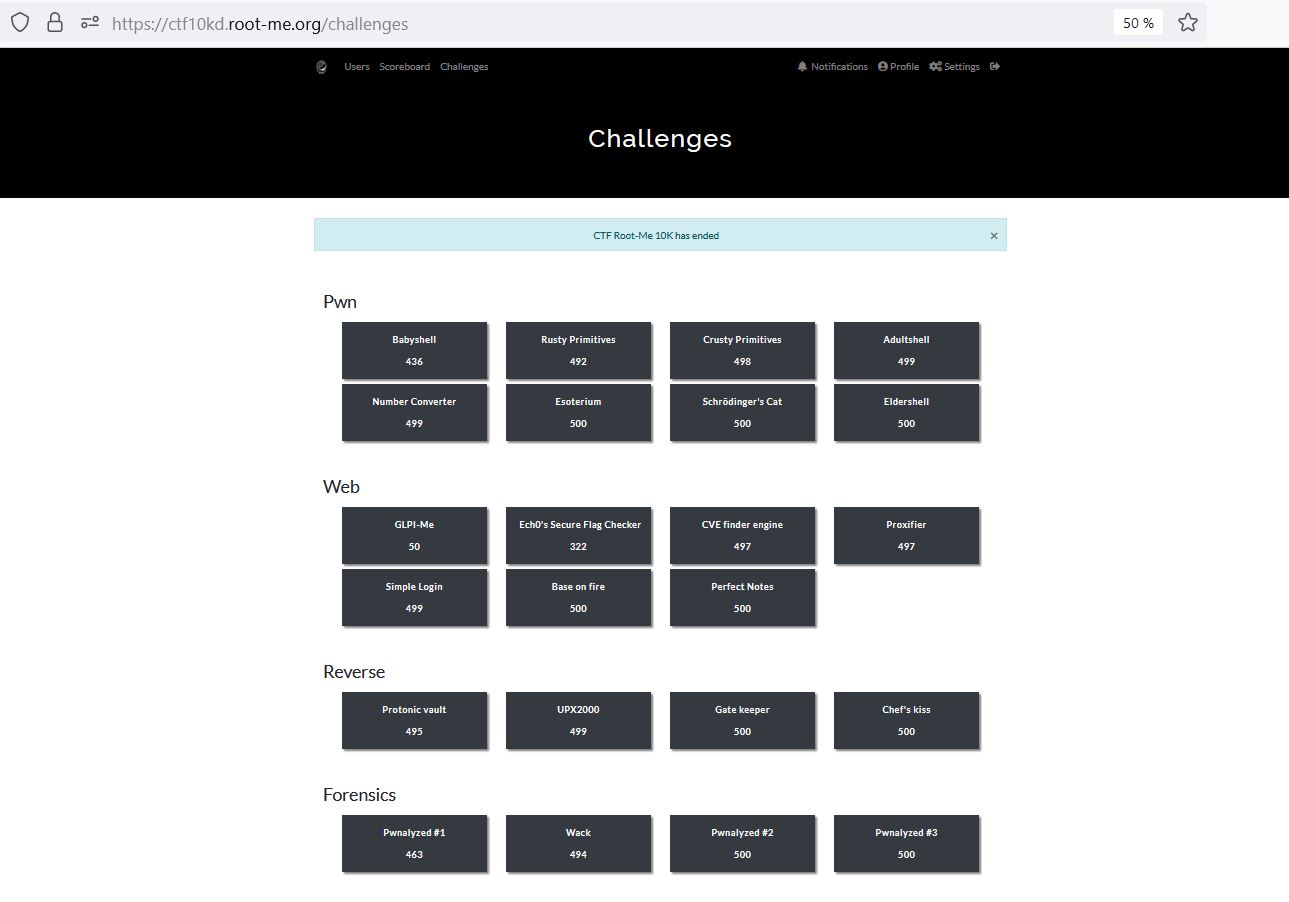 https://ctf10kd.root-me.org/challenges 50 %
Users Scoreboard Challenges Notifications Profile Settings
Challenges
CTF Root-Me 10K has ended ×
Pwn
Babyshell Rusty Primitives Crusty Primitives Adultshell
436 492 498 499
Number Converter Esoterium Schrödinger's Cat Eldershell
499 500 500 500
Web
GLPI-Me Ech0's Secure Flag Checker CVE finder engine Proxifier
50 322 497 497
Simple Login Base on fire Perfect Notes
499 500 500
Reverse
Protonic vault UPX2000 Gate keeper Chef's kiss
495 499 500 500
Forensics
Pwnalyzed #1 Wack Pwnalyzed #2 Pwnalyzed #3
463 494 500 500